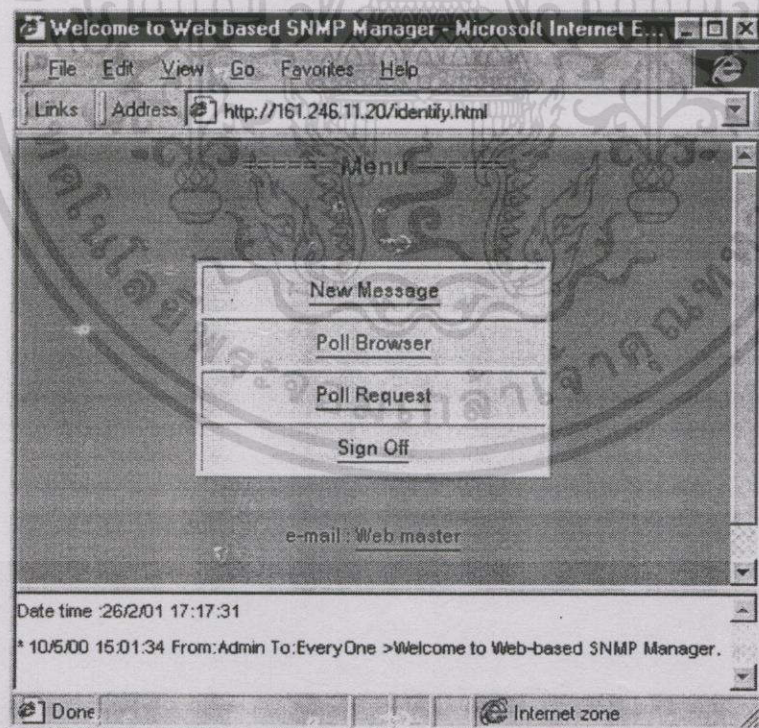 Welcome to Web based SNMP Manager - Microsoft Internet E...
File Edit View Go Favorites Help
Links Address http://161.246.11.20/identify.html
Menu
New Message
Poll Browser
Poll Request
Sign Off
e-mail : Web master
Date time :26/2/01 17:17:31
* 10/5/00 15:01:34 From:Admin To:EveryOne >Welcome to Web-based SNMP Manager.
Done Internet zone